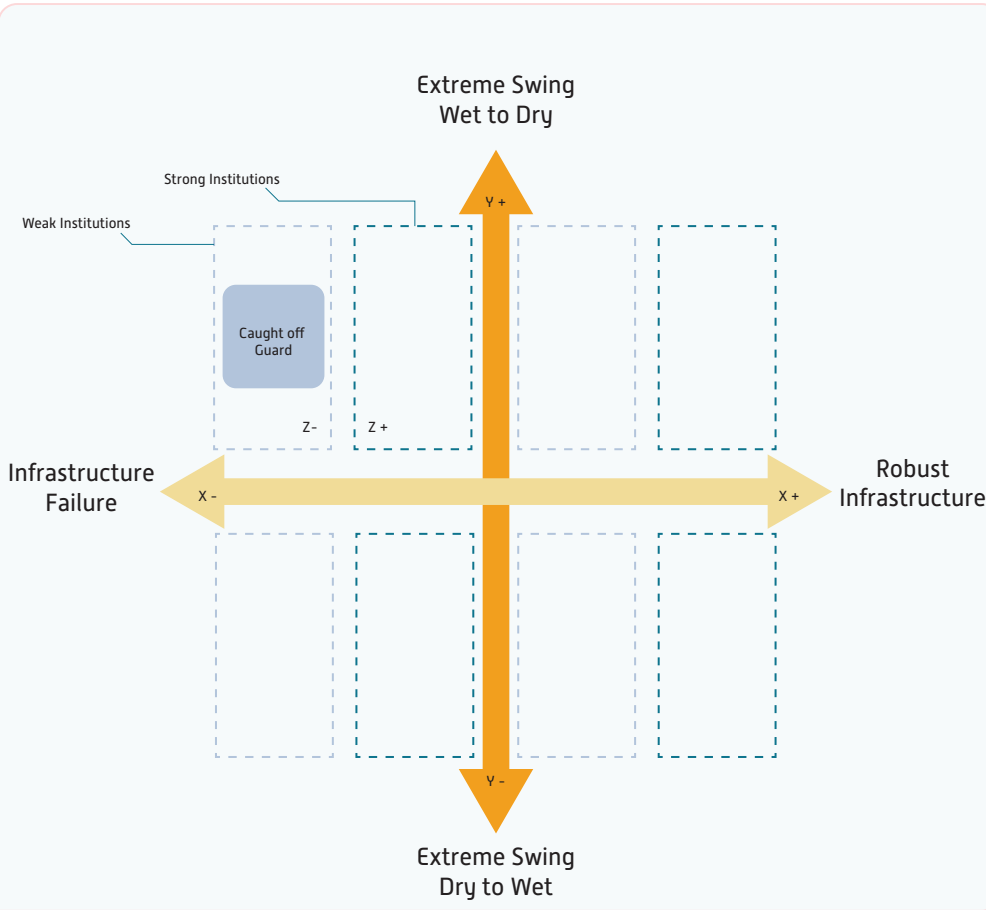 Extreme Swing
Wet to Dry
Strong Institutions
Y +
Weak Institutions
Caught off
Guard
Z-
Z +
Infrastructure
Failure
X -
X +
Robust
Infrastructure
Y -
Extreme Swing
Dry to Wet